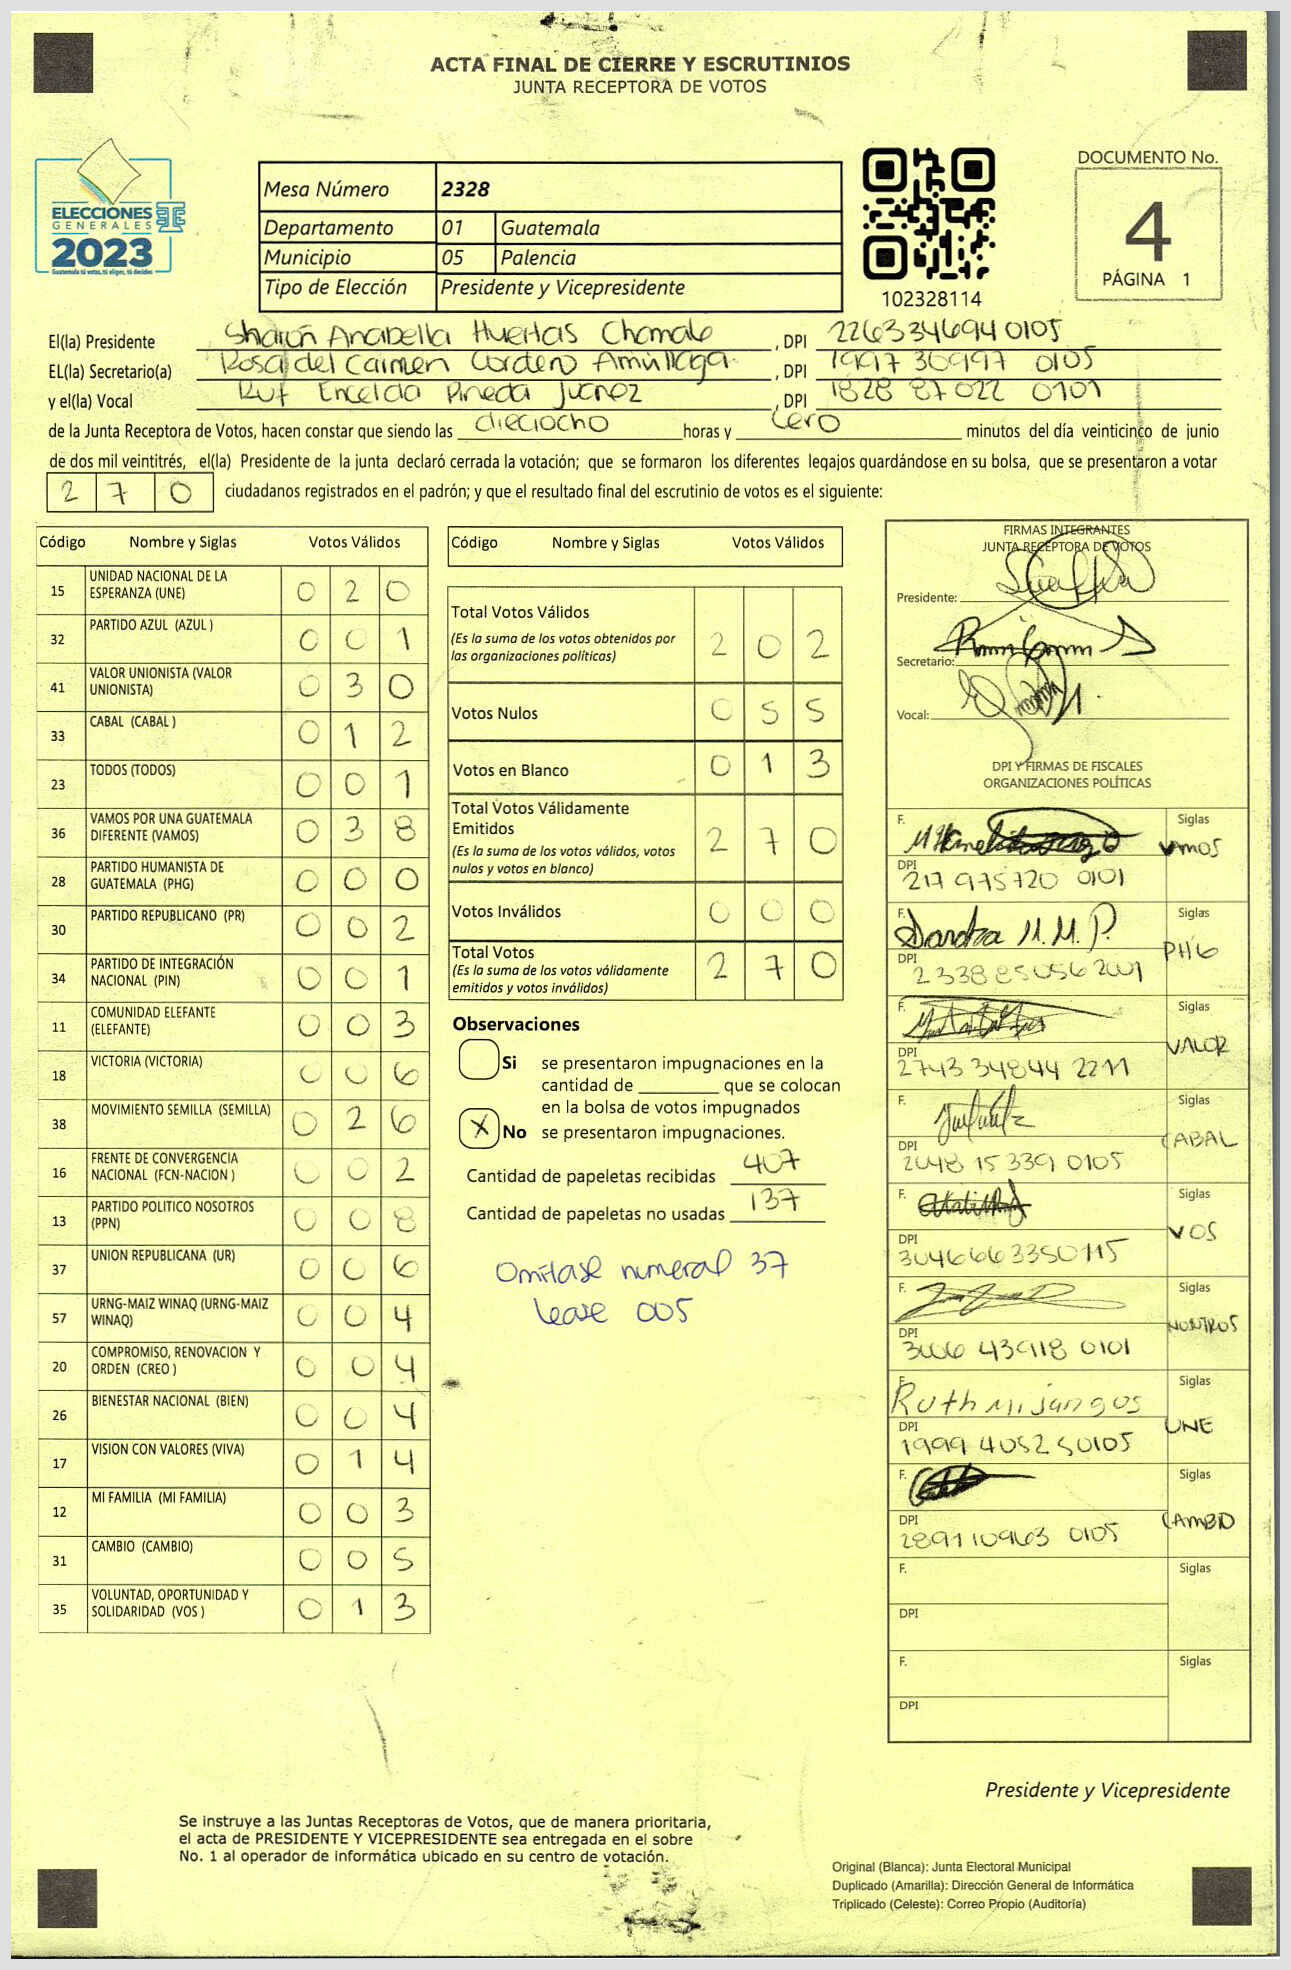 ACTA FINAL DE CIERRE Y ESCRUTINIOS
JUNTA RECEPTORA DE VOTOS
ELECCIONES
GENERALES
2023
Guatemala tú votas, tú eliges, tú decides
Mesa Número 2328
Departamento 01 Guatemala
Municipio 05 Palencia
Tipo de Elección Presidente y Vicepresidente
102328114
DOCUMENTO No.
4
PÁGINA 1
El(la) Presidente Sharon Anabella Huertas Chamale, DPI 2263346940105
EL(la) Secretario(a) Rosa del Carmen Cordero, DPI 1997 30997 0105
y el(la) Vocal Pineda Juarez, DPI 1828 87022 0101
de la Junta Receptora de Votos, hacen constar que siendo las dieciocho horas y cero minutos del día veinticinco de junio
de dos mil veintitrés, el(la) Presidente de la junta declaró cerrada la votación; que se formaron los diferentes legajos guardándose en su bolsa, que se presentaron a votar
270 ciudadanos registrados en el padrón; y que el resultado final del escrutinio de votos es el siguiente:
Código Nombre y Siglas Votos Válidos
15 UNIDAD NACIONAL DE LA ESPERANZA (UNE) 0 2 0
32 PARTIDO AZUL (AZUL ) 0 0 1
41 VALOR UNIONISTA (VALOR UNIONISTA) 0 3 0
33 CABAL (CABAL ) 0 1 2
23 TODOS (TODOS) 0 0 1
36 VAMOS POR UNA GUATEMALA DIFERENTE (VAMOS) 0 3 8
28 PARTIDO HUMANISTA DE GUATEMALA (PHG) 0 0 0
30 PARTIDO REPUBLICANO (PR) 0 0 2
34 PARTIDO DE INTEGRACIÓN NACIONAL (PIN) 0 0 1
11 COMUNIDAD ELEFANTE (ELEFANTE) 0 0 3
18 VICTORIA (VICTORIA) 0 0 6
38 MOVIMIENTO SEMILLA (SEMILLA) 0 2 6
16 FRENTE DE CONVERGENCIA NACIONAL (FCN-NACION ) 0 0 2
13 PARTIDO POLITICO NOSOTROS (PPN) 0 0 8
37 UNION REPUBLICANA (UR) 0 0 6
57 URNG-MAIZ WINAQ (URNG-MAIZ WINAQ) 0 0 4
20 COMPROMISO, RENOVACION Y ORDEN (CREO ) 0 0 4
26 BIENESTAR NACIONAL (BIEN) 0 0 4
17 VISION CON VALORES (VIVA) 0 1 4
12 MI FAMILIA (MI FAMILIA) 0 0 3
31 CAMBIO (CAMBIO) 0 0 5
35 VOLUNTAD, OPORTUNIDAD Y SOLIDARIDAD (VOS ) 0 1 3
Código Nombre y Siglas Votos Válidos
Total Votos Válidos 2 0 2
(Es la suma de los votos obtenidos por
las organizaciones políticas)
Votos Nulos 0 5 5
Votos en Blanco 0 1 3
Total Votos Válidamente
Emitidos 2 7 0
(Es la suma de los votos válidos, votos
nulos y votos en blanco)
Votos Inválidos 0 0 0
Total Votos 2 7 0
(Es la suma de los votos válidamente
emitidos y votos inválidos)
Observaciones
Si se presentaron impugnaciones en la
cantidad de que se colocan
en la bolsa de votos impugnados
X No se presentaron impugnaciones.
Cantidad de papeletas recibidas 407
Cantidad de papeletas no usadas 137
Omitase numeral 37
lease 005
FIRMAS INTEGRANTES
JUNTA RECEPTORA DE VOTOS
Presidente:
Secretario:
Vocal:
DPI Y FIRMAS DE FISCALES
ORGANIZACIONES POLÍTICAS
F. Siglas VAMOS
DPI 217 975720 0101
F. Sandra M.M.P. Siglas PHG
DPI 2338 85056 2001
F. Siglas VALOR
DPI 2743 34844 2211
F. Siglas CABAL
DPI 2048 15 339 0105
F. Siglas VOS
DPI 3046663350115
F. Siglas
DPI 3006 43918 0101
F. Ruth Mijangos Siglas UNE
DPI 1999 40525 0105
F. Siglas CAMBIO
DPI 289110963 0105
F. Siglas
DPI
F. Siglas
DPI
Presidente y Vicepresidente
Se instruye a las Juntas Receptoras de Votos, que de manera prioritaria,
el acta de PRESIDENTE Y VICEPRESIDENTE sea entregada en el sobre
No. 1 al operador de informática ubicado en su centro de votación.
Original (Blanca): Junta Electoral Municipal
Duplicado (Amarilla): Dirección General de Informática
Triplicado (Celeste): Correo Propio (Auditoría)